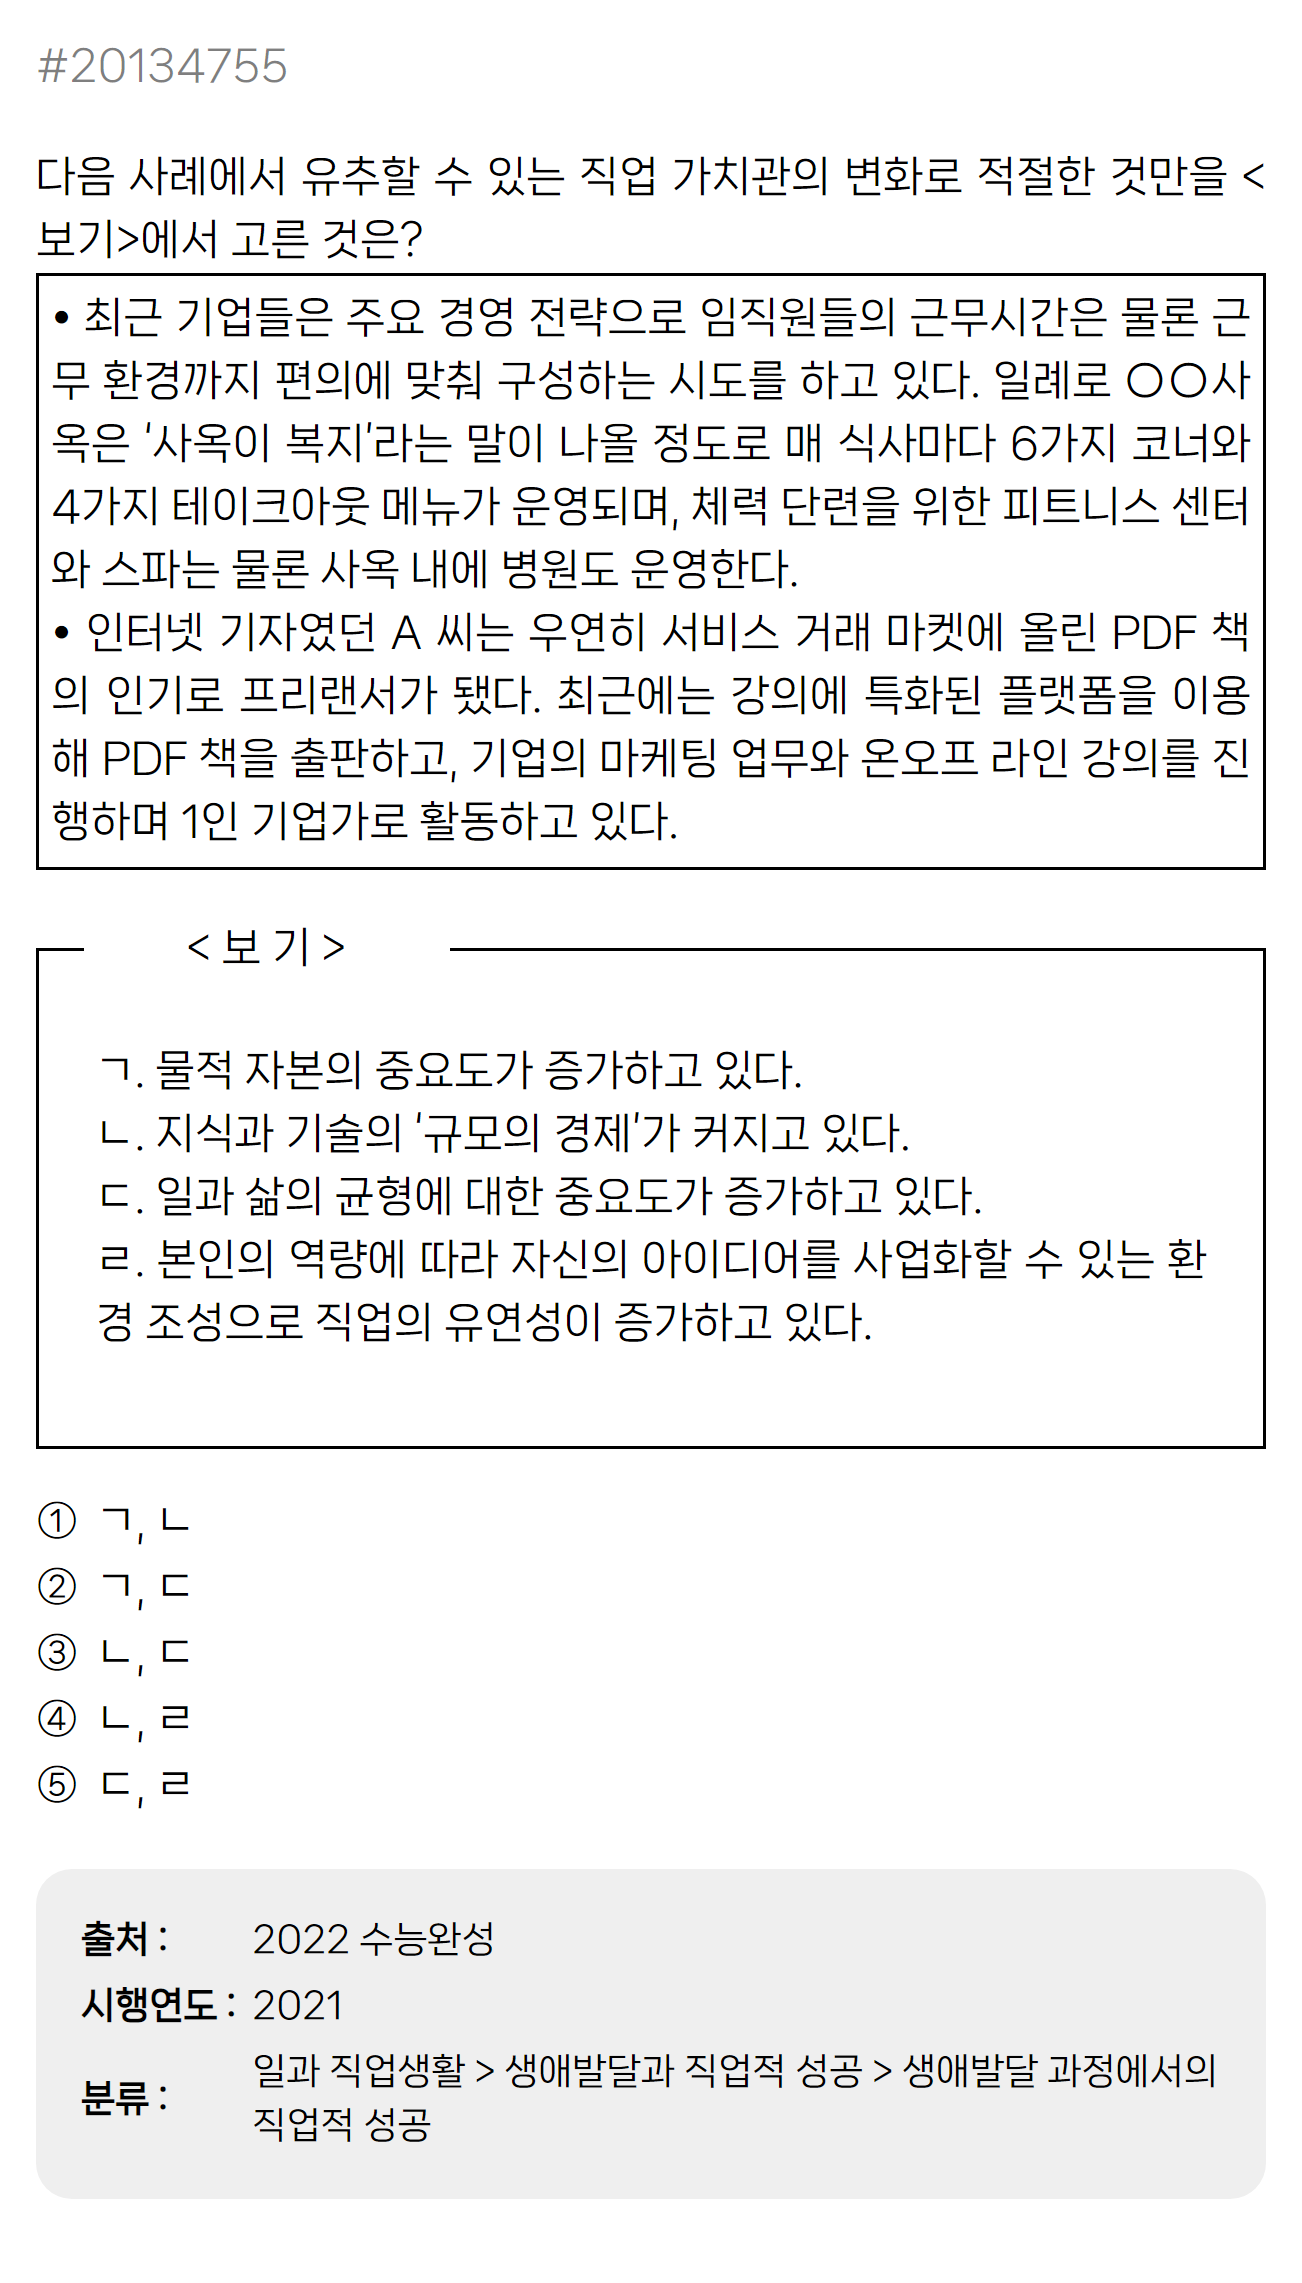 #20134755
다음 사례에서 유추할 수 있는 직업 가치관의 변화로 적절한 것만을 <
보기>에서 고른 것은?
• 최근 기업들은 주요 경영 전략으로 임직원들의 근무시간은 물론 근
무 환경까지 편의에 맞춰 구성하는 시도를 하고 있다. 일례로 〇〇사
옥은 '사옥이 복지'라는 말이 나올 정도로 매 식사마다 6가지 코너와
4가지 테이크아웃 메뉴가 운영되며, 체력 단련을 위한 피트니스 센터
와 스파는 물론 사옥 내에 병원도 운영한다.
• 인터넷 기자였던 A 씨는 우연히 서비스 거래 마켓에 올린 PDF 책
의 인기로 프리랜서가 됐다. 최근에는 강의에 특화된 플랫폼을 이용
해 PDF 책을 출판하고, 기업의 마케팅 업무와 온오프 라인 강의를 진
행하며 1인 기업가로 활동하고 있다.
< 보 기 >
ㄱ. 물적 자본의 중요도가 증가하고 있다.
ㄴ. 지식과 기술의 '규모의 경제'가 커지고 있다.
ㄷ. 일과 삶의 균형에 대한 중요도가 증가하고 있다.
ㄹ. 본인의 역량에 따라 자신의 아이디어를 사업화할 수 있는 환
경 조성으로 직업의 유연성이 증가하고 있다.
① ㄱ, ㄴ
② ㄱ, ㄷ
③ ㄴ, ㄷ
④ ㄴ, ㄹ
⑤ ㄷ, ㄹ
출처 : 2022 수능완성
시행연도 : 2021
분류 : 일과 직업생활 > 생애발달과 직업적 성공 > 생애발달 과정에서의
직업적 성공